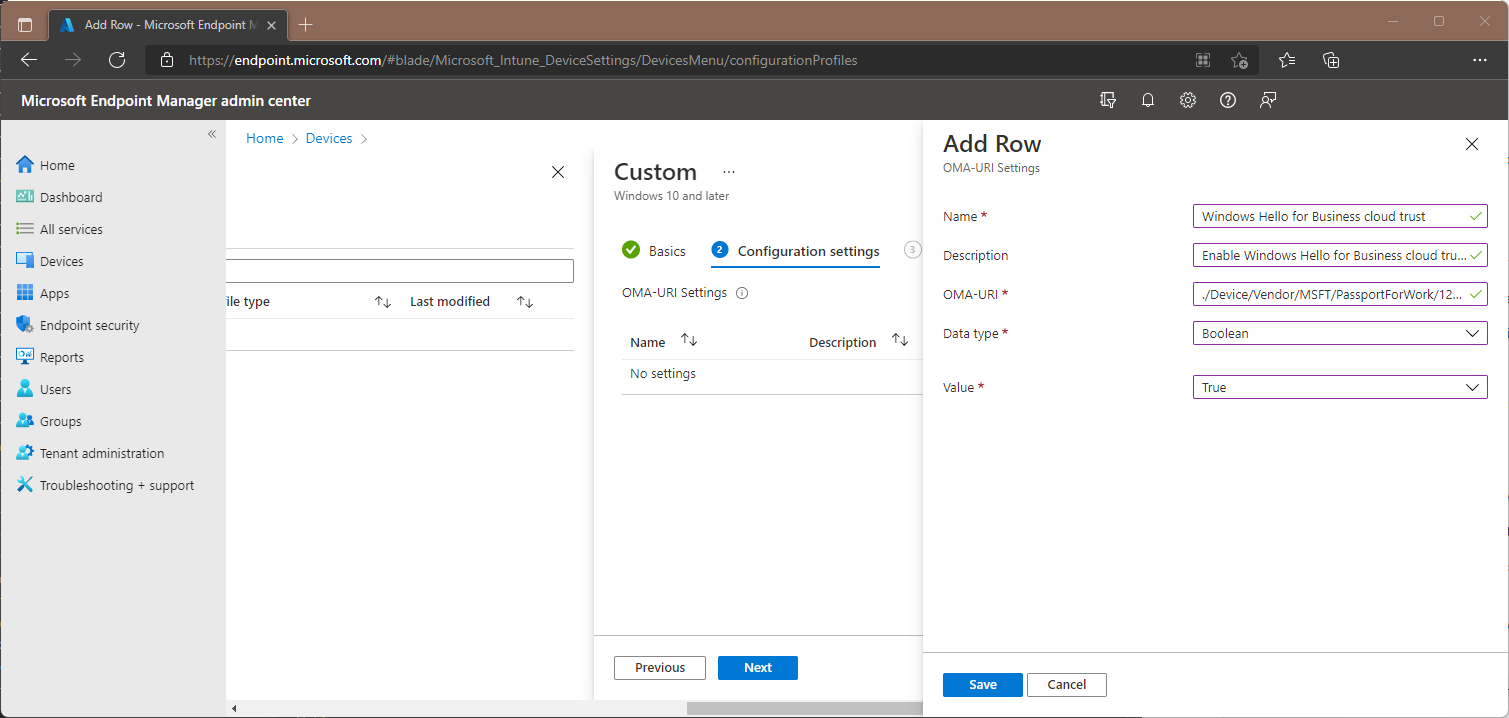 Add Row - Microsoft Endpoint M
https://endpoint.microsoft.com/#blade/Microsoft_Intune_DeviceSettings/DevicesMenu/configurationProfiles
Microsoft Endpoint Manager admin center
Home
Dashboard
All services
Devices
Apps
Endpoint security
Reports
Users
Groups
Tenant administration
Troubleshooting + support
Home > Devices >
ile type
Last modified
Custom ...
Windows 10 and later
Basics
2 Configuration settings
3
OMA-URI Settings
Name
Description
No settings
Previous
Next
Add Row
OMA-URI Settings
Name * Windows Hello for Business cloud trust
Description Enable Windows Hello for Business cloud tru...
OMA-URI * ./Device/Vendor/MSFT/PassportForWork/12...
Data type * Boolean
Value * True
Save
Cancel